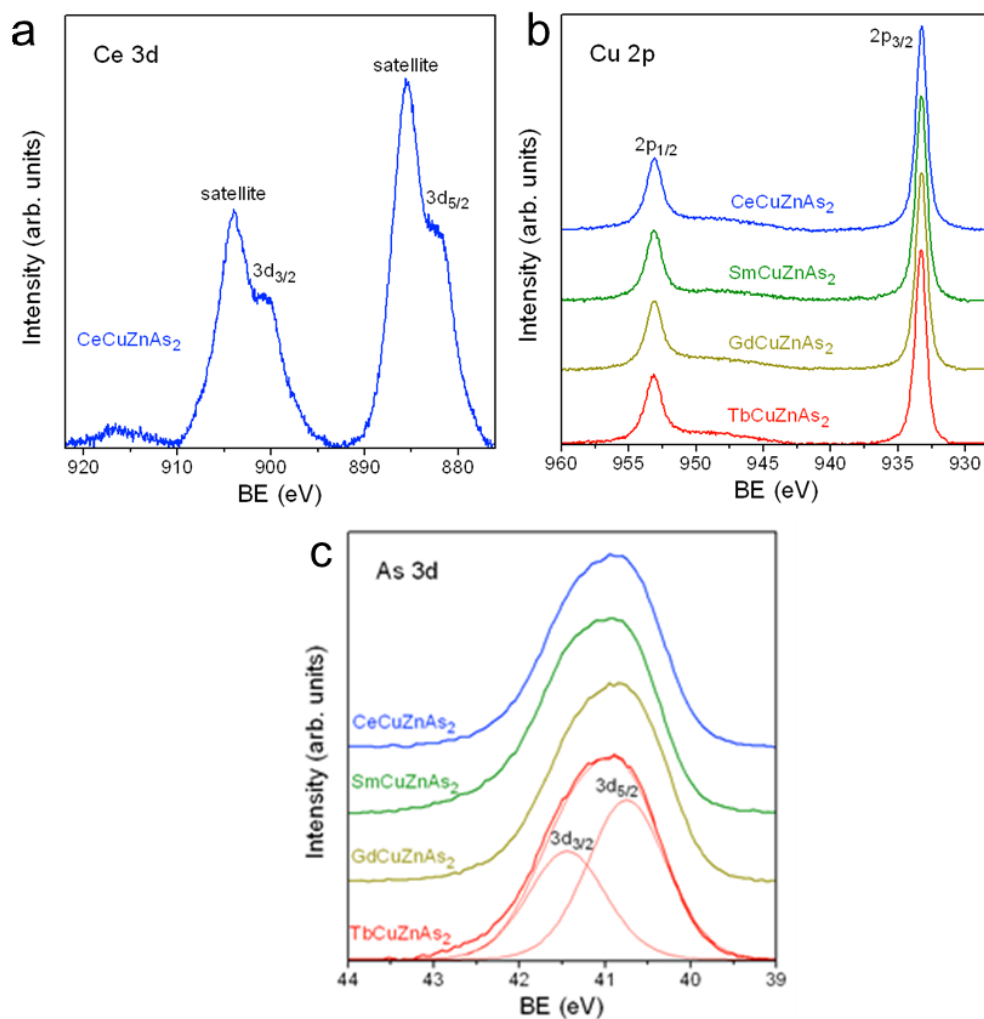 a
Ce 3d
satellite
satellite
3d5/2
3d3/2
CeCuZnAs2
Intensity (arb. units)
920 910 900 890 880
BE (eV)
b
Cu 2p
2p3/2
2p1/2
CeCuZnAs2
SmCuZnAs2
GdCuZnAs2
TbCuZnAs2
Intensity (arb. units)
960 955 950 945 940 935 930
BE (eV)
c
As 3d
CeCuZnAs2
SmCuZnAs2
GdCuZnAs2
3d5/2
3d3/2
TbCuZnAs2
Intensity (arb. units)
44 43 42 41 40 39
BE (eV)